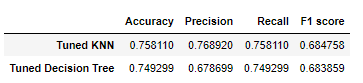 Accuracy Precision Recall F1 score
Tuned KNN 0.758110 0.768920 0.758110 0.684758
Tuned Decision Tree 0.749299 0.678699 0.749299 0.683859